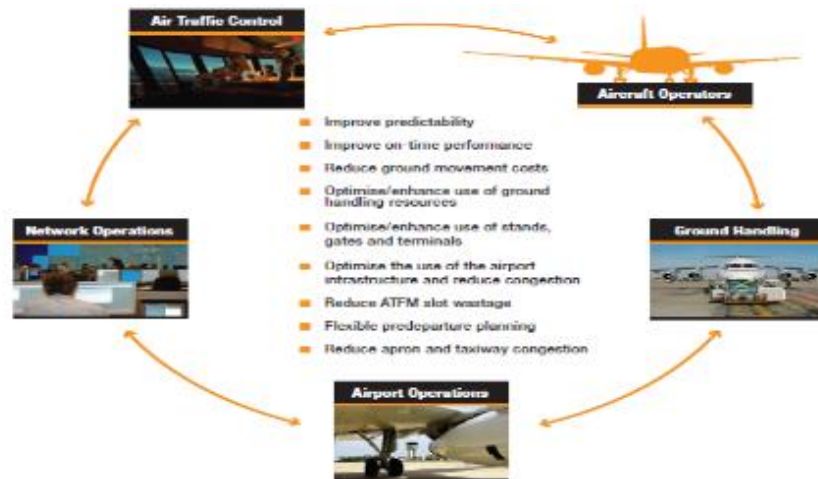 Air Traffic Control
Aircraft Operators
Improve predictability
Improve on-time performance
Reduce ground movement costs
Optimise/enhance use of ground
handling resources
Network Operations
Ground Handling
Optimise/enhance use of stands,
gates and terminals
Optimise the use of the airport
intrastructure and reduce congestion
Reduce ATFM slot wastage
Flexible predeparture planning
Reduce apron and taxiway congestion
Airport Operations